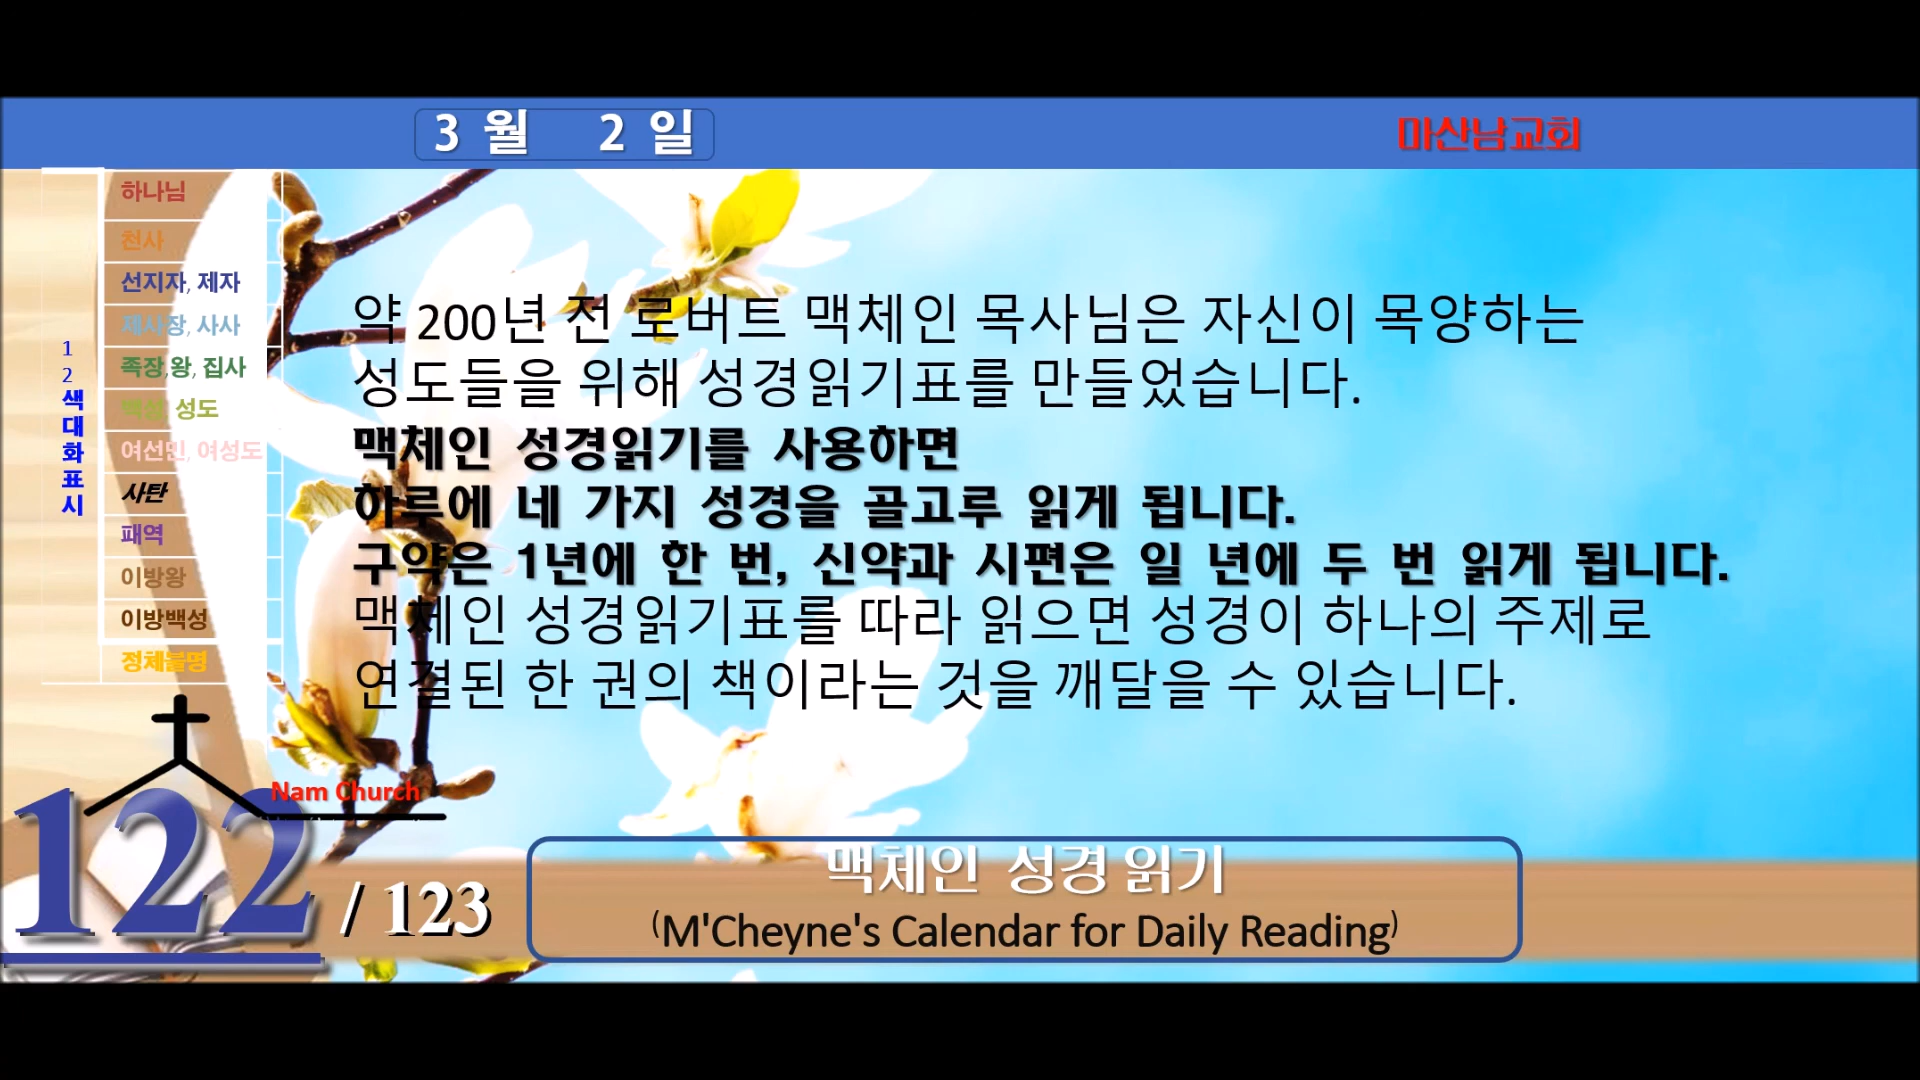 3 월 2 일
마산남교회
12색대화표시
하나님
천사
선지자, 제자
제사장, 사사
족장,왕, 집사
백성, 성도
여선민, 여성도
사탄
패역
이방왕
이방백성
정체불명
약 200년 전 로버트 맥체인 목사님은 자신이 목양하는
성도들을 위해 성경읽기표를 만들었습니다.
맥체인 성경읽기를 사용하면
하루에 네 가지 성경을 골고루 읽게 됩니다.
구약은 1년에 한 번, 신약과 시편은 일 년에 두 번 읽게 됩니다.
맥체인 성경읽기표를 따라 읽으면 성경이 하나의 주제로
연결된 한 권의 책이라는 것을 깨달을 수 있습니다.
Nam Church
122 / 123
맥체인 성경 읽기
(M'Cheyne's Calendar for Daily Reading)